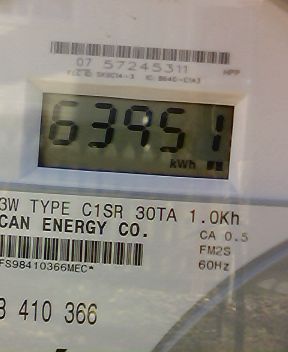 07 57245311
63951
kWh
3W TYPE C1SR 30TA 1.0Kh
CAN ENERGY CO.
CA 0.5
FM2S
60Hz
FS98410366MEC*
8 410 366